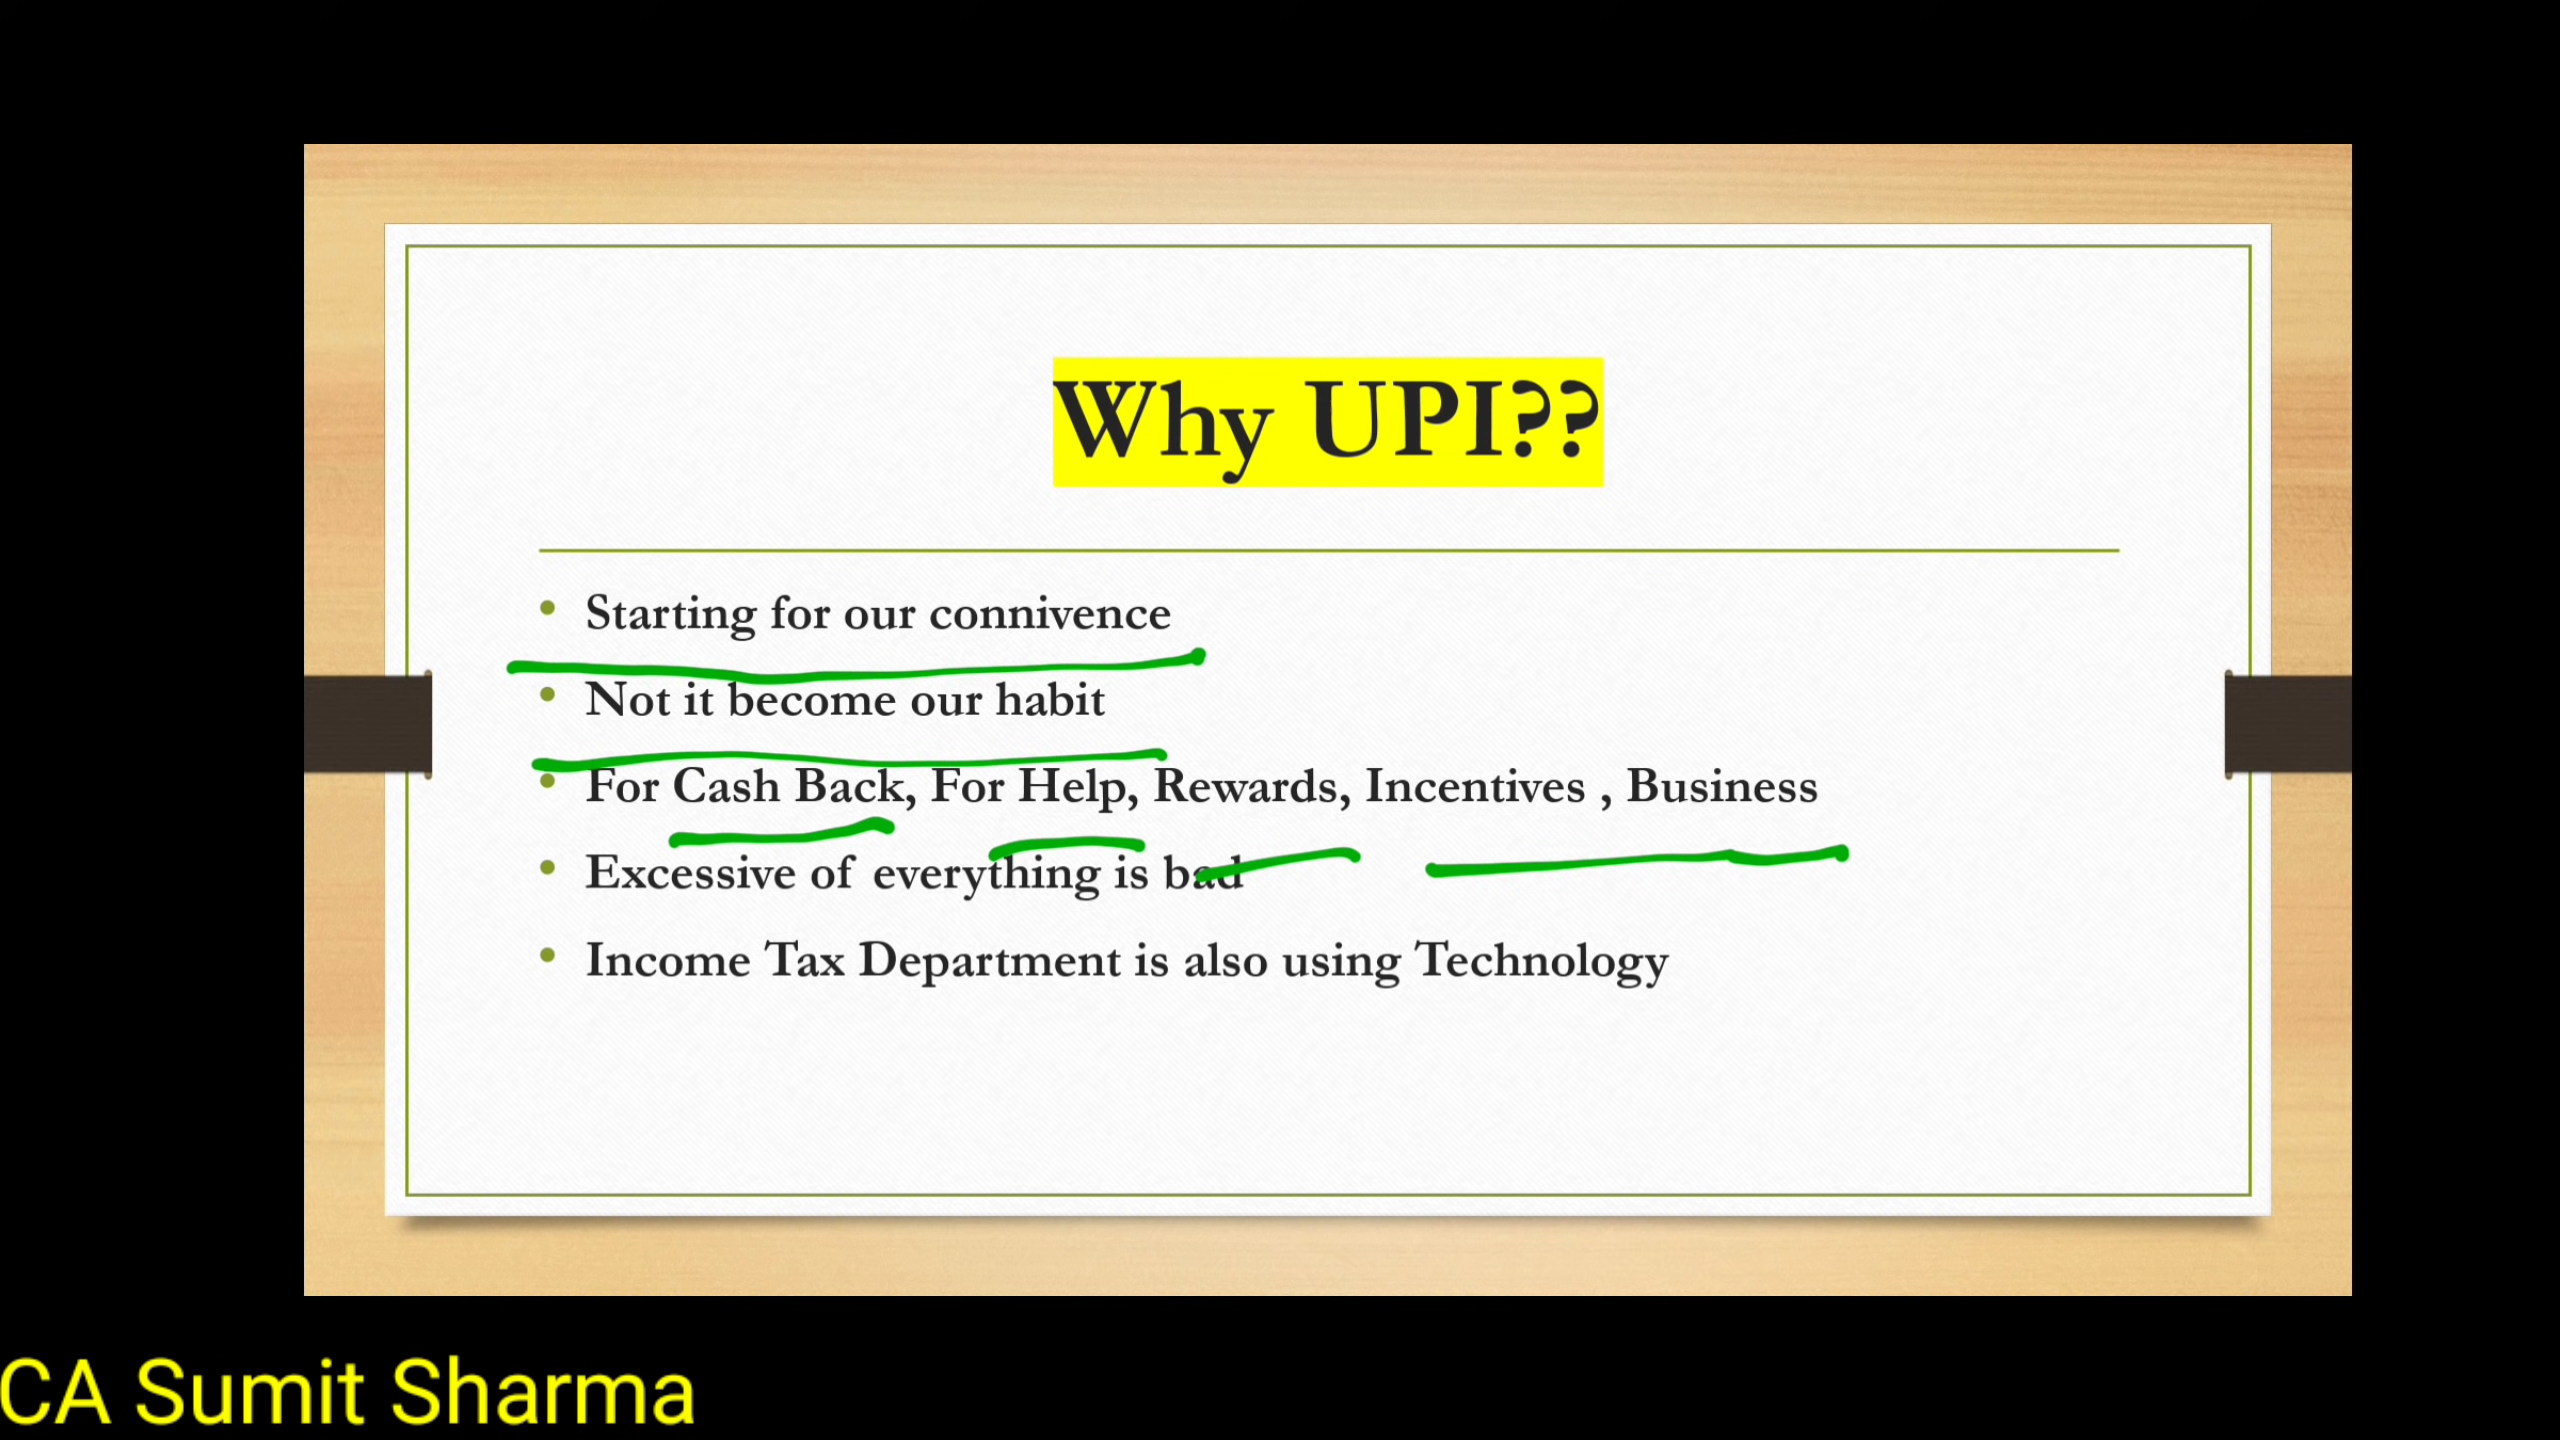 Why UPI??
• Starting for our connivence
• Not it become our habit
• For Cash Back, For Help, Rewards, Incentives , Business
• Excessive of everything is bad
• Income Tax Department is also using Technology
CA Sumit Sharma